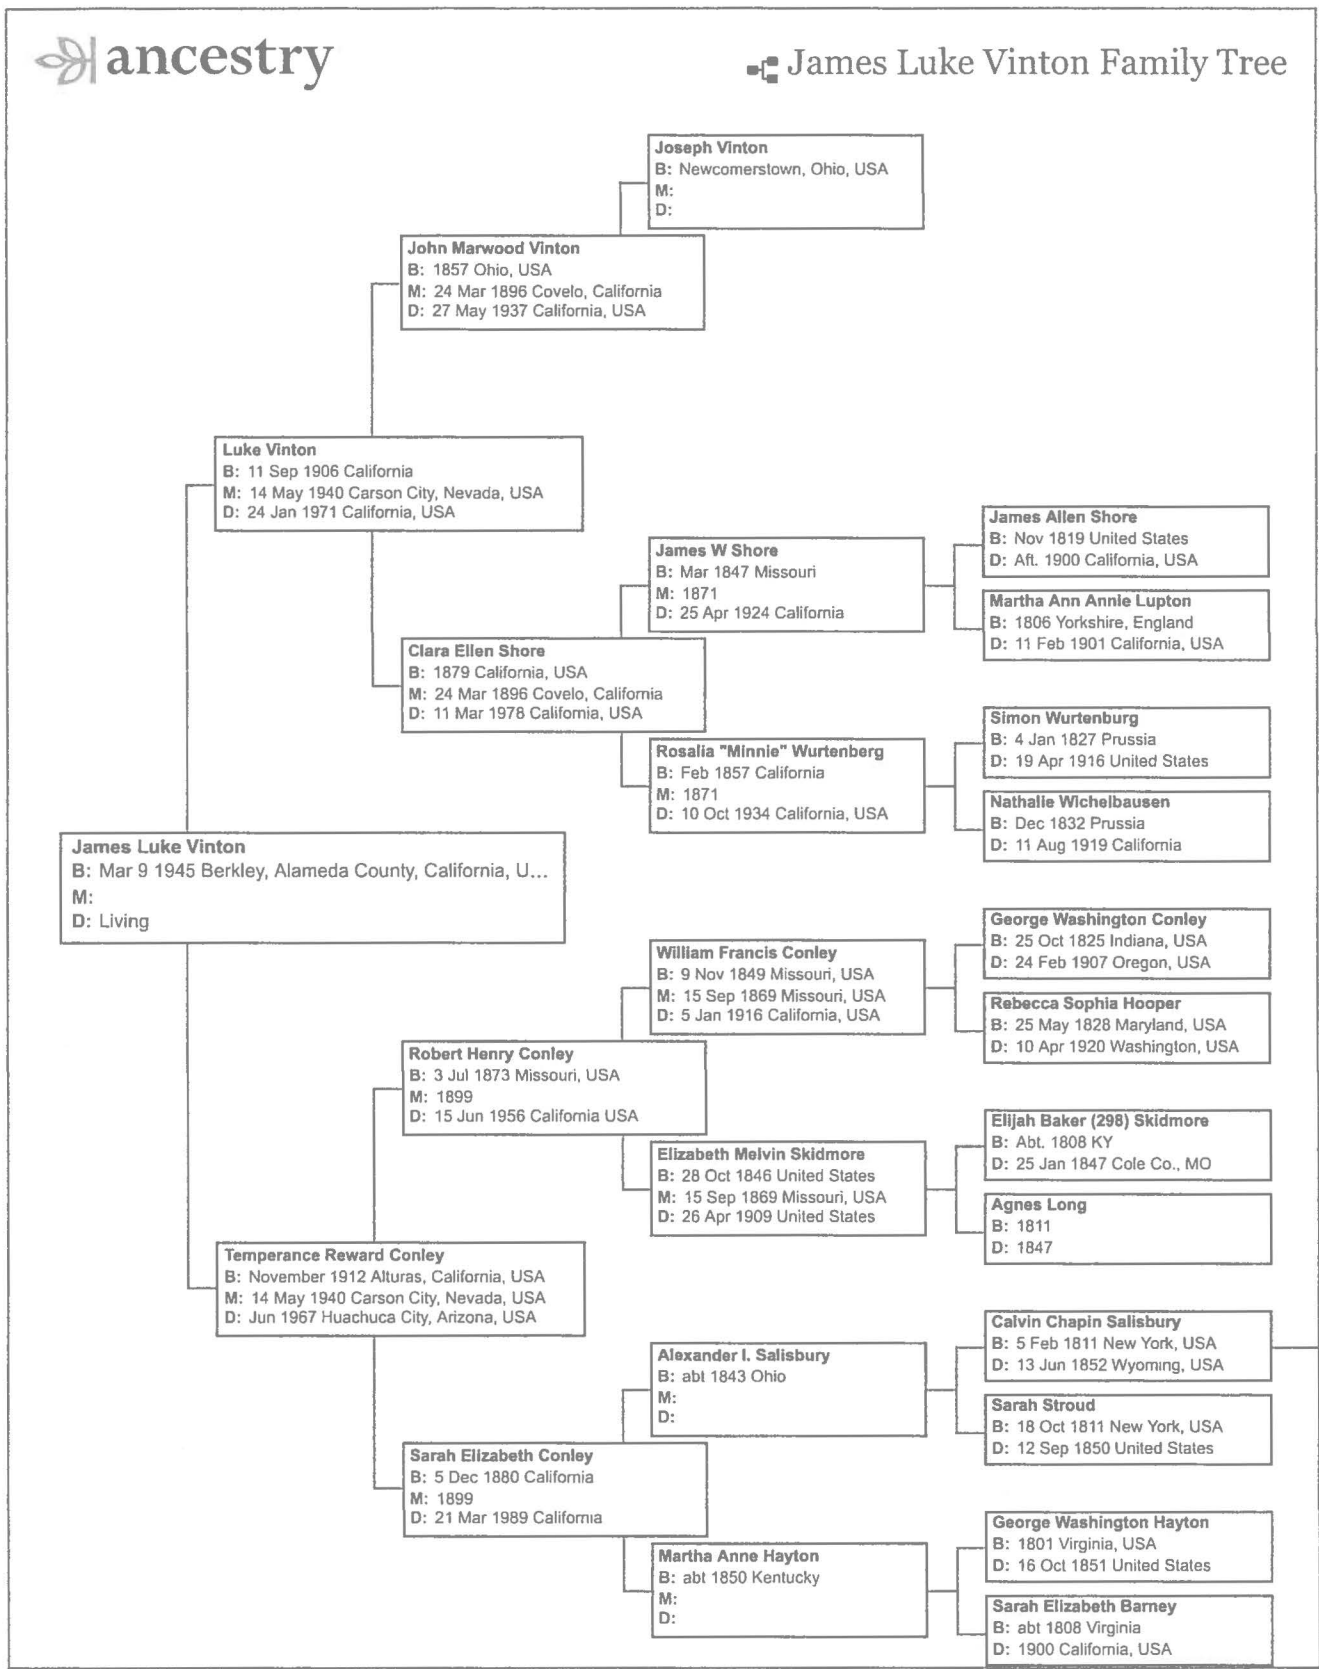 ancestry
James Luke Vinton Family Tree
Joseph Vinton
B: Newcomerstown, Ohio, USA
M:
D:
John Marwood Vinton
B: 1857 Ohio, USA
M: 24 Mar 1896 Covelo, California
D: 27 May 1937 California, USA
Luke Vinton
B: 11 Sep 1906 California
M: 14 May 1940 Carson City, Nevada, USA
D: 24 Jan 1971 California, USA
James Allen Shore
B: Nov 1819 United States
D: Aft. 1900 California, USA
James W Shore
B: Mar 1847 Missouri
M: 1871
D: 25 Apr 1924 California
Martha Ann Annie Lupton
B: 1806 Yorkshire, England
D: 11 Feb 1901 California, USA
Clara Ellen Shore
B: 1879 California, USA
M: 24 Mar 1896 Covelo, California
D: 11 Mar 1978 California, USA
Simon Wurtenburg
B: 4 Jan 1827 Prussia
D: 19 Apr 1916 United States
Rosalia "Minnie" Wurtenberg
B: Feb 1857 California
M: 1871
D: 10 Oct 1934 California, USA
Nathalie Wichelbausen
B: Dec 1832 Prussia
D: 11 Aug 1919 California
James Luke Vinton
B: Mar 9 1945 Berkley, Alameda County, California, U...
M:
D: Living
George Washington Conley
B: 25 Oct 1825 Indiana, USA
D: 24 Feb 1907 Oregon, USA
William Francis Conley
B: 9 Nov 1849 Missouri, USA
M: 15 Sep 1869 Missouri, USA
D: 5 Jan 1916 California, USA
Rebecca Sophia Hooper
B: 25 May 1828 Maryland, USA
D: 10 Apr 1920 Washington, USA
Robert Henry Conley
B: 3 Jul 1873 Missouri, USA
M: 1899
D: 15 Jun 1956 California USA
Elijah Baker (298) Skidmore
B: Abt. 1808 KY
D: 25 Jan 1847 Cole Co., MO
Elizabeth Melvin Skidmore
B: 28 Oct 1846 United States
M: 15 Sep 1869 Missouri, USA
D: 26 Apr 1909 United States
Agnes Long
B: 1811
D: 1847
Temperance Reward Conley
B: November 1912 Alturas, California, USA
M: 14 May 1940 Carson City, Nevada, USA
D: Jun 1967 Huachuca City, Arizona, USA
Calvin Chapin Salisbury
B: 5 Feb 1811 New York, USA
D: 13 Jun 1852 Wyoming, USA
Alexander I. Salisbury
B: abt 1843 Ohio
M:
D:
Sarah Stroud
B: 18 Oct 1811 New York, USA
D: 12 Sep 1850 United States
Sarah Elizabeth Conley
B: 5 Dec 1880 California
M: 1899
D: 21 Mar 1989 California
George Washington Hayton
B: 1801 Virginia, USA
D: 16 Oct 1851 United States
Martha Anne Hayton
B: abt 1850 Kentucky
M:
D:
Sarah Elizabeth Barney
B: abt 1808 Virginia
D: 1900 California, USA